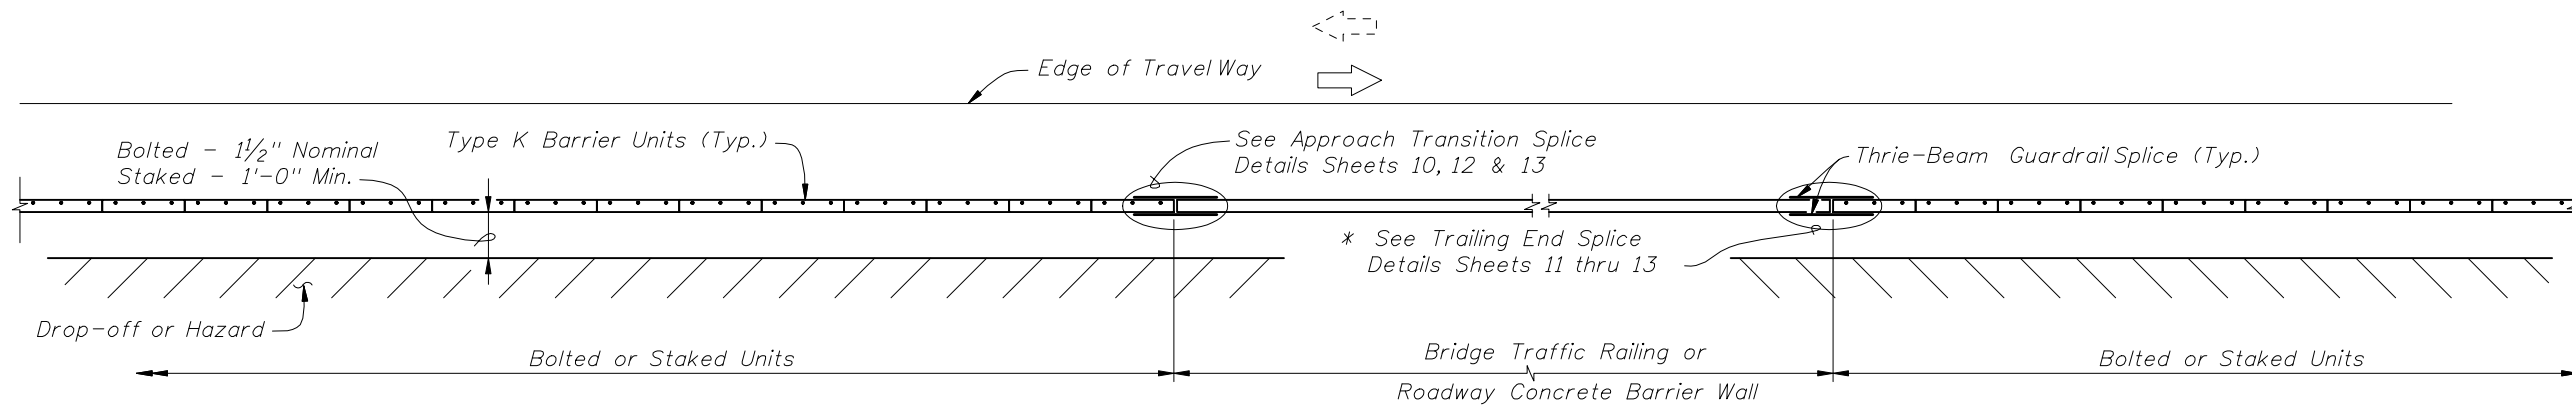 Edge of Travel Way
Bolted - 1½" Nominal
Staked - 1'-0" Min.
Type K Barrier Units (Typ.)
See Approach Transition Splice
Details Sheets 10, 12 & 13
Thrie-Beam Guardrail Splice (Typ.)
* See Trailing End Splice
Details Sheets 11 thru 13
Drop-off or Hazard
Bolted or Staked Units
Bridge Traffic Railing or
Roadway Concrete Barrier Wall
Bolted or Staked Units